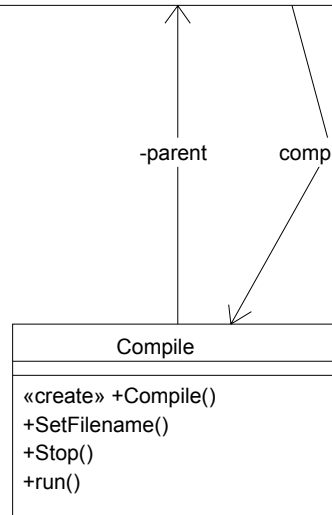 -parent comp
Compile
«create» +Compile()
+SetFilename()
+Stop()
+run()